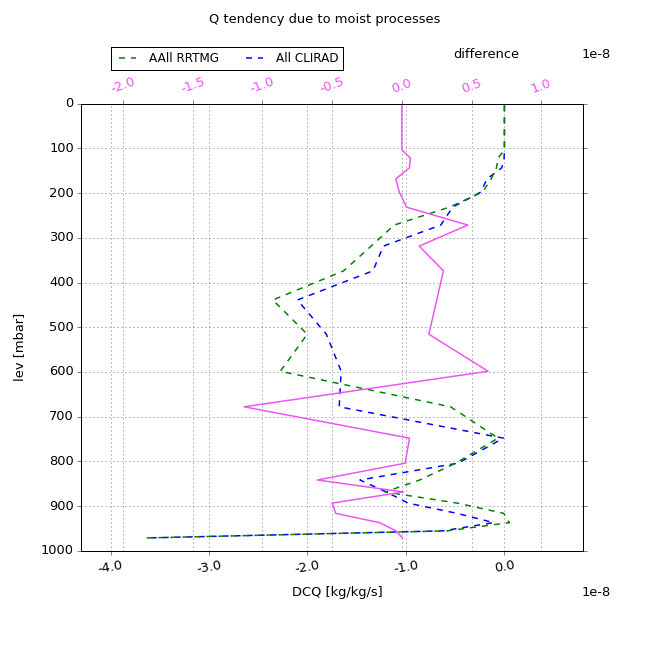 Q tendency due to moist processes
AAll RRTMG All CLIRAD
difference 1e-8
-2.0 -1.5 -1.0 -0.5 0.0 0.5 1.0
0
100
200
300
400
500
600
700
800
900
1000
lev [mbar]
-4.0 -3.0 -2.0 -1.0 0.0
DCQ [kg/kg/s] 1e-8